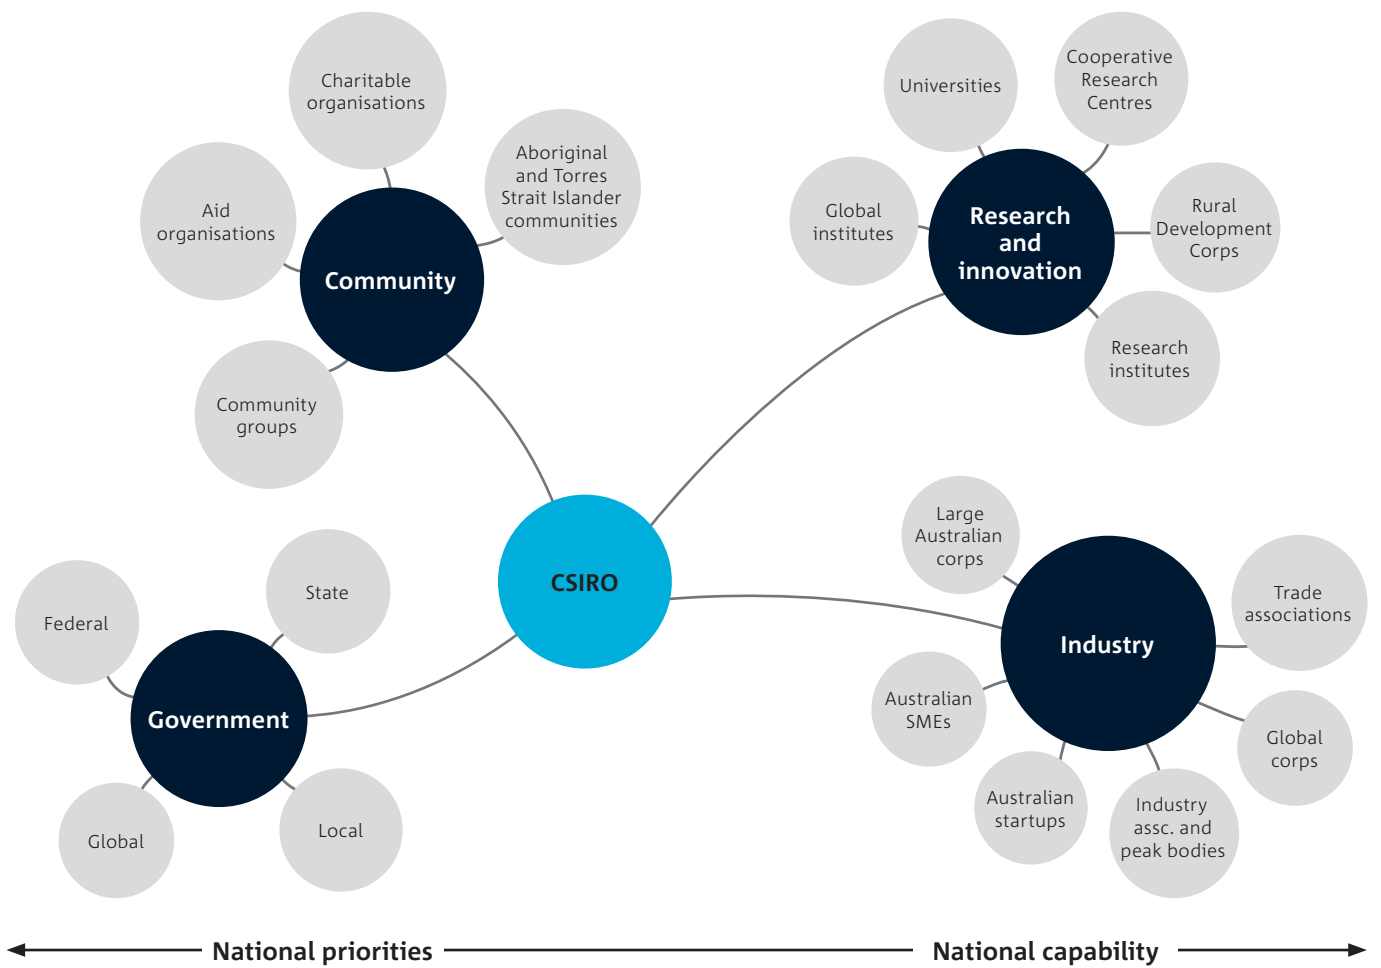 Charitable
organisations
Aboriginal
and Torres
Strait Islander
communities
Aid
organisations
Community
Community
groups
Universities
Cooperative
Research
Centres
Global
institutes
Research
and
innovation
Rural
Development
Corps
Research
institutes
CSIRO
State
Federal
Government
Global
Local
Large
Australian
corps
Trade
associations
Industry
Australian
SMEs
Global
corps
Australian
startups
Industry
assc. and
peak bodies
National priorities
National capability